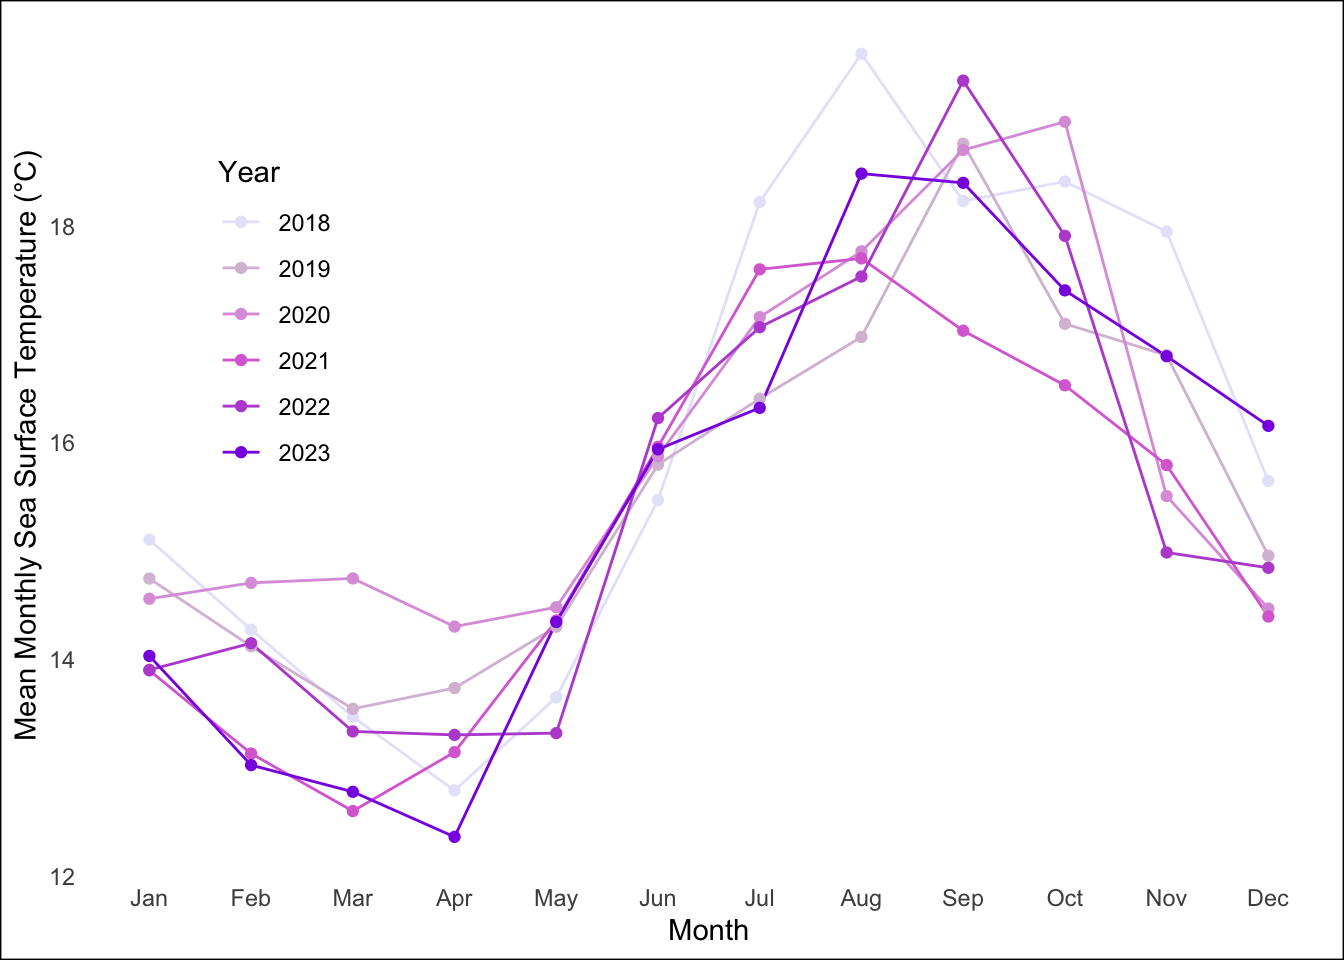 Mean Monthly Sea Surface Temperature (°C)
18
16
14
12
Year
2018
2019
2020
2021
2022
2023
Jan Feb Mar Apr May Jun Jul Aug Sep Oct Nov Dec
Month